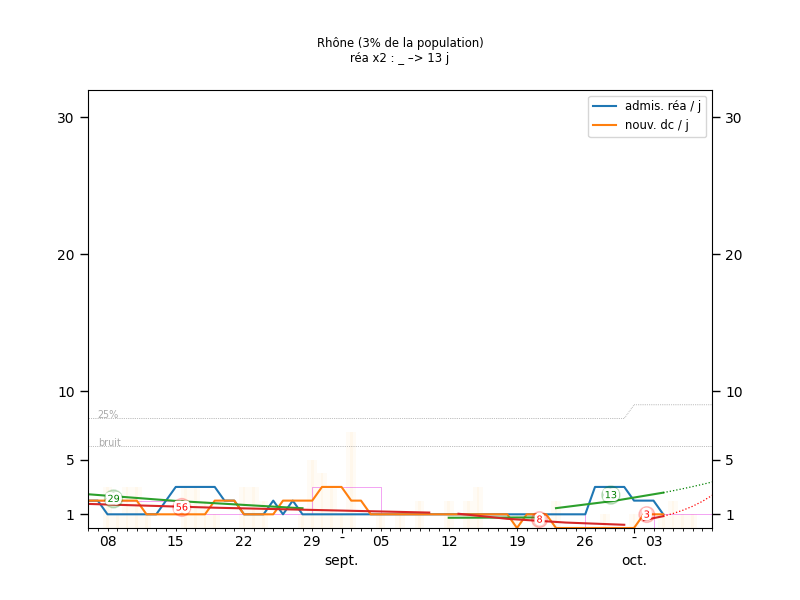 Rhône (3% de la population)
réa x2 : _ –> 13 j
admis. réa / j
nouv. dc / j
30 30
20 20
10 10
25%
bruit
5 5
29 56 13
1 8 3 1
08 15 22 29 - 05 12 19 26 - 03
sept. oct.